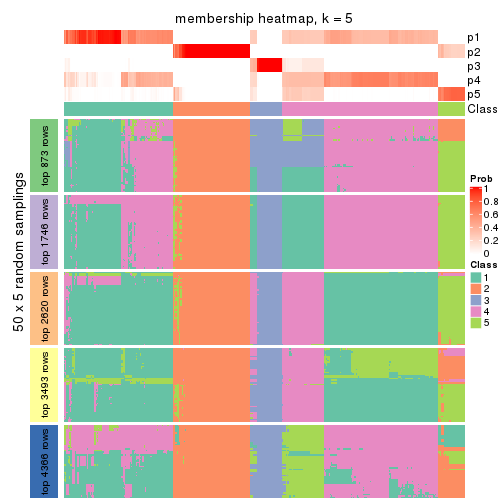 membership heatmap, k = 5
p1
p2
p3
p4
p5
Class
50 x 5 random samplings
top 873 rows
top 1746 rows
top 2620 rows
top 3493 rows
top 4366 rows
Prob
1
0.8
0.6
0.4
0.2
0
Class
1
2
3
4
5